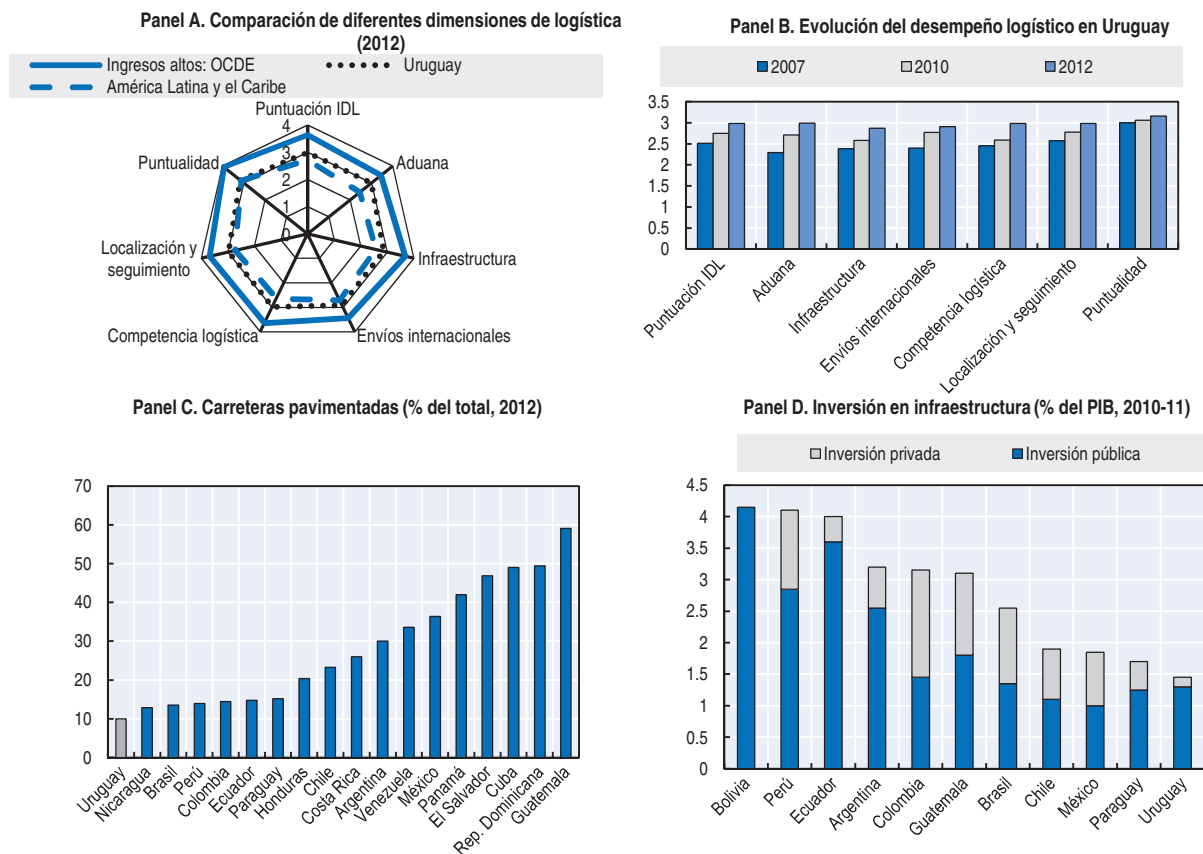 Panel A. Comparación de diferentes dimensiones de logística
(2012)
Ingresos altos: OCDE
Uruguay
América Latina y el Caribe
Puntuación IDL
4
3
2
1
0
Aduana
Infraestructura
Envíos internacionales
Competencia logística
Localización y
seguimiento
Puntualidad
Panel B. Evolución del desempeño logístico en Uruguay
2007
2010
2012
3.5
3
2.5
2
1.5
1
0.5
0
Puntuación IDL
Aduana
Infraestructura
Envíos internacionales
Competencia logística
Localización y seguimiento
Puntualidad
Panel C. Carreteras pavimentadas (% del total, 2012)
70
60
50
40
30
20
10
0
Uruguay
Nicaragua
Brasil
Perú
Colombia
Ecuador
Paraguay
Honduras
Chile
Costa Rica
Argentina
Venezuela
México
Panamá
El Salvador
Cuba
Rep. Dominicana
Guatemala
Panel D. Inversión en infraestructura (% del PIB, 2010-11)
Inversión privada
Inversión pública
4.5
4
3.5
3
2.5
2
1.5
1
0.5
0
Bolivia
Perú
Ecuador
Argentina
Colombia
Guatemala
Brasil
Chile
México
Paraguay
Uruguay